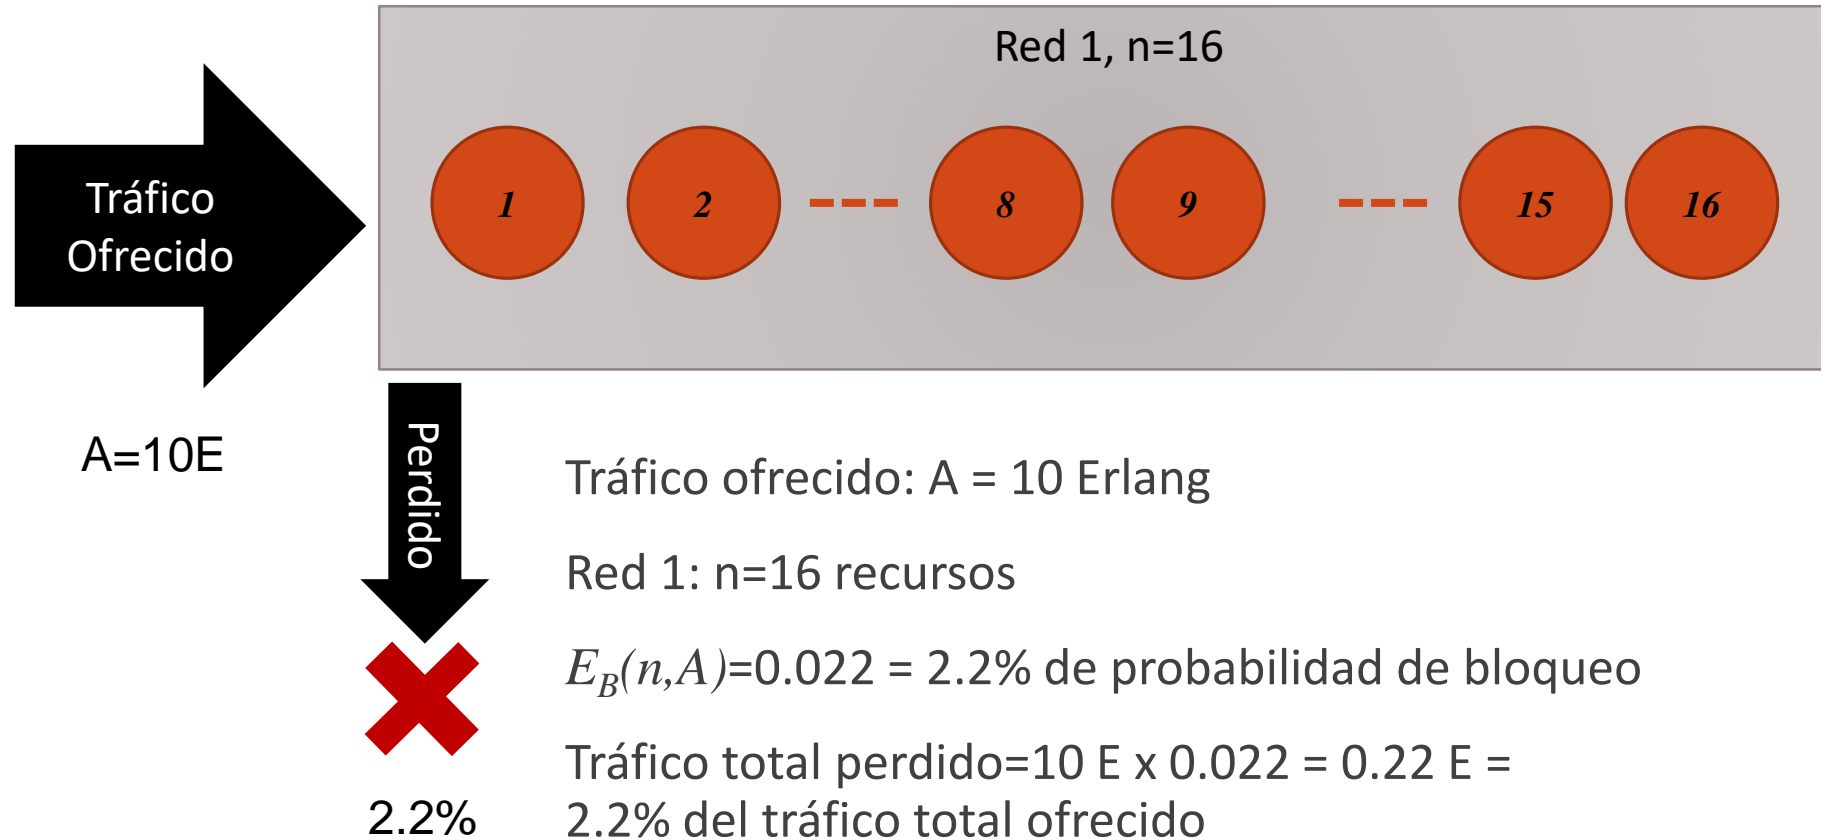 Red 1, n=16
Tráfico
Ofrecido
1
2
8
9
15
16
A=10E
Perdido
Tráfico ofrecido: A = 10 Erlang
Red 1: n=16 recursos
E_B(n,A)=0.022 = 2.2% de probabilidad de bloqueo
Tráfico total perdido=10 E x 0.022 = 0.22 E =
2.2% del tráfico total ofrecido
2.2%